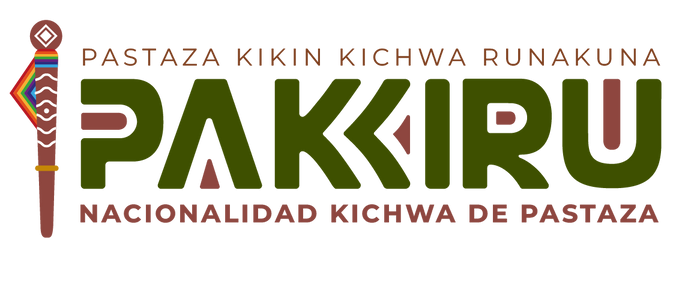 PASTAZA KIKIN KICHWA RUNAKUNA
PAKKIRU
NACIONALIDAD KICHWA DE PASTAZA